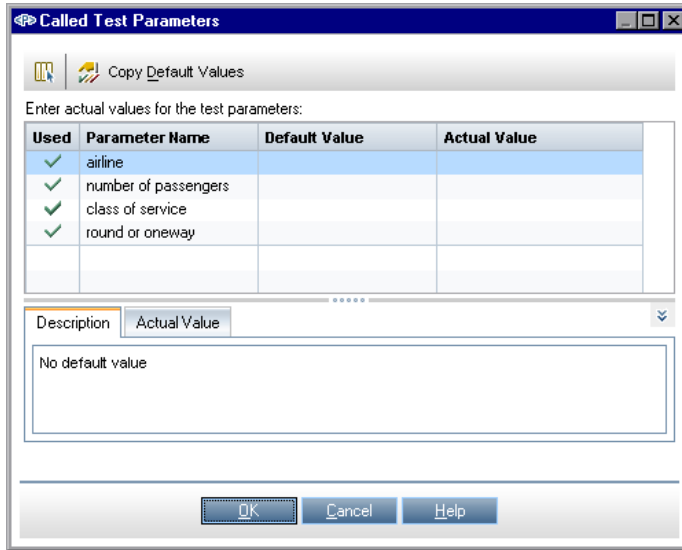 Called Test Parameters
Copy Default Values
Enter actual values for the test parameters:
Used Parameter Name Default Value Actual Value
airline
number of passengers
class of service
round or oneway
Description Actual Value
No default value
OK Cancel Help